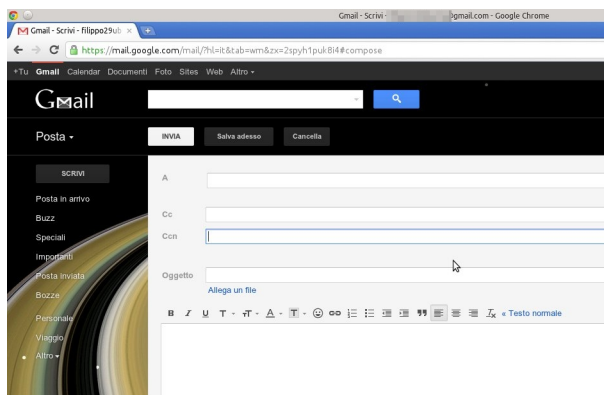 Gmail - Scrivi - gmail.com - Google Chrome
Gmail - Scrivi - filippo29ub
https://mail.google.com/mail/?hl=it&tab=wm&zx=2spyh1puk8i4#compose
+Tu Gmail Calendar Documenti Foto Sites Web Altro
Gmail
Posta INVIA Salva adesso Cancella
SCRIVI
A
Posta in arrivo
Cc
Buzz
Ccn
Speciali
Importanti
Posta inviata
Oggetto
Allega un file
Bozze
B I U T T A T Tx « Testo normale
Personale
Viaggio
Altro